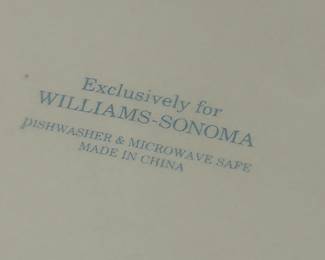 Exclusively for
WILLIAMS-SONOMA
DISHWASHER & MICROWAVE SAFE
MADE IN CHINA